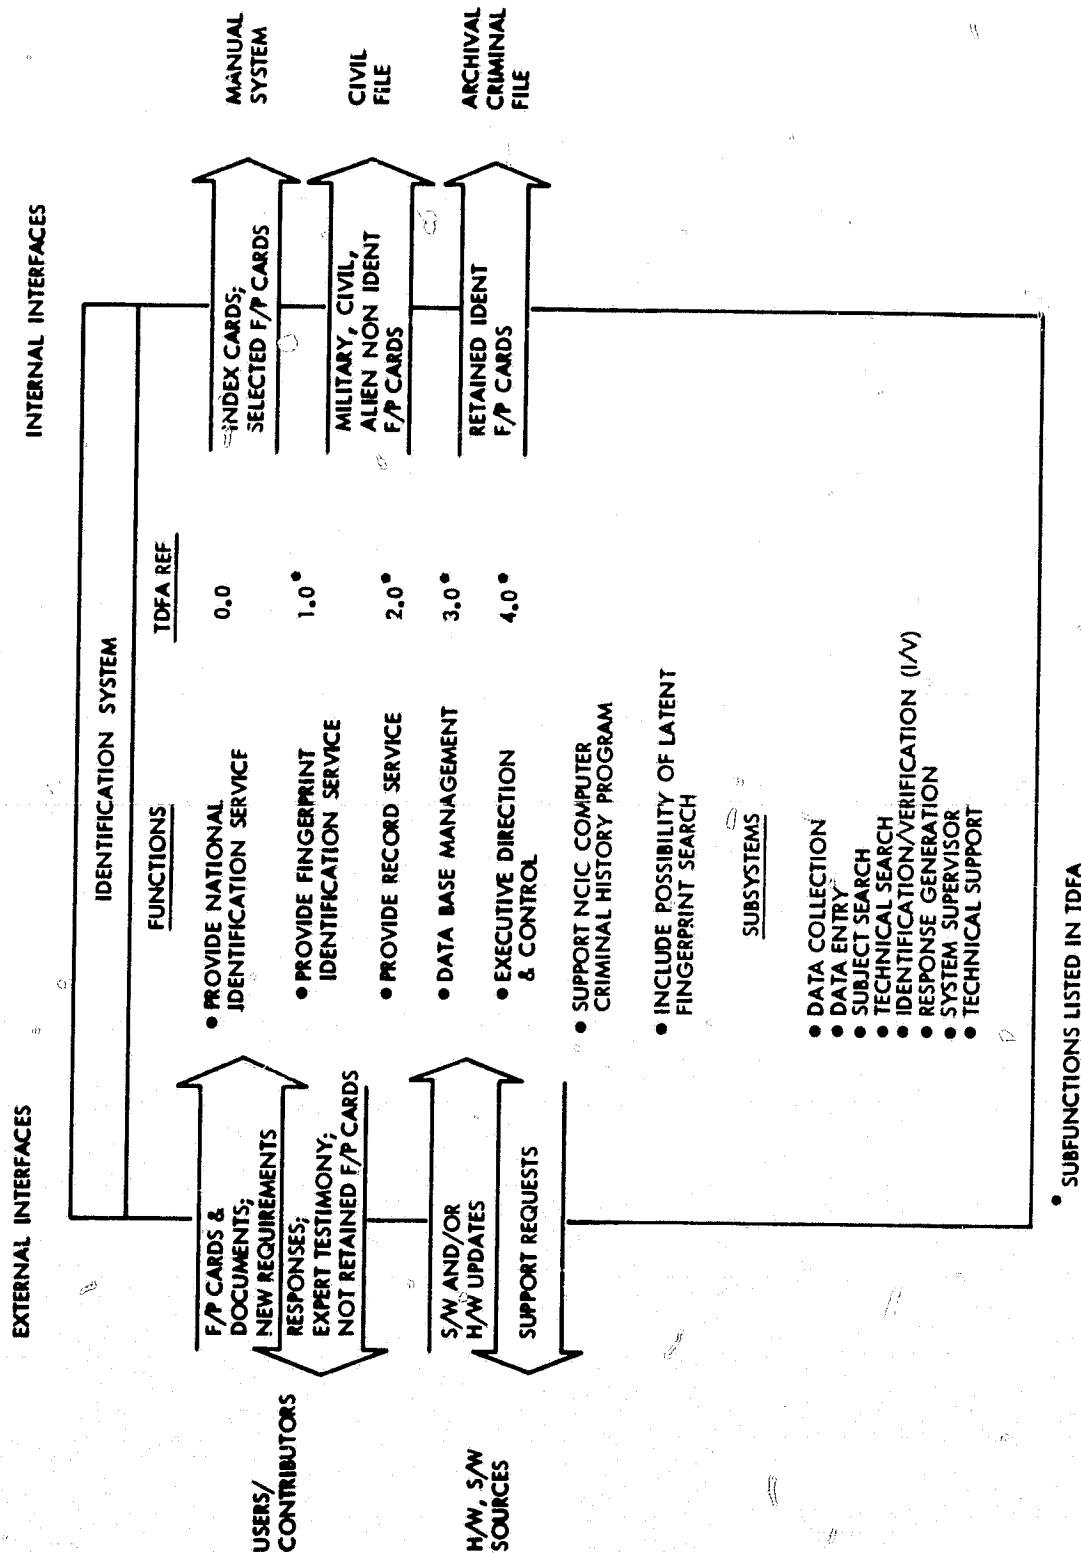 EXTERNAL INTERFACES
INTERNAL INTERFACES
IDENTIFICATION SYSTEM
USERS/
CONTRIBUTORS
F/P CARDS &
DOCUMENTS;
NEW REQUIREMENTS
RESPONSES;
EXPERT TESTIMONY;
NOT RETAINED F/P CARDS
H/W, S/W
SOURCES
S/W AND/OR
H/W UPDATES
SUPPORT REQUESTS
FUNCTIONS
TDFA REF
● PROVIDE NATIONAL
IDENTIFICATION SERVICE
0.0
● PROVIDE FINGERPRINT
IDENTIFICATION SERVICE
1.0*
● PROVIDE RECORD SERVICE
2.0*
● DATA BASE MANAGEMENT
3.0*
● EXECUTIVE DIRECTION
& CONTROL
4.0*
● SUPPORT NCIC COMPUTER
CRIMINAL HISTORY PROGRAM
● INCLUDE POSSIBILITY OF LATENT
FINGERPRINT SEARCH
SUBSYSTEMS
● DATA COLLECTION
● DATA ENTRY
● SUBJECT SEARCH
● TECHNICAL SEARCH
● IDENTIFICATION/VERIFICATION (I/V)
● RESPONSE GENERATION
● SYSTEM SUPERVISOR
● TECHNICAL SUPPORT
INDEX CARDS;
SELECTED F/P CARDS
MANUAL
SYSTEM
MILITARY, CIVIL,
ALIEN NON IDENT
F/P CARDS
CIVIL
FILE
RETAINED IDENT
F/P CARDS
ARCHIVAL
CRIMINAL
FILE
* SUBFUNCTIONS LISTED IN TDFA